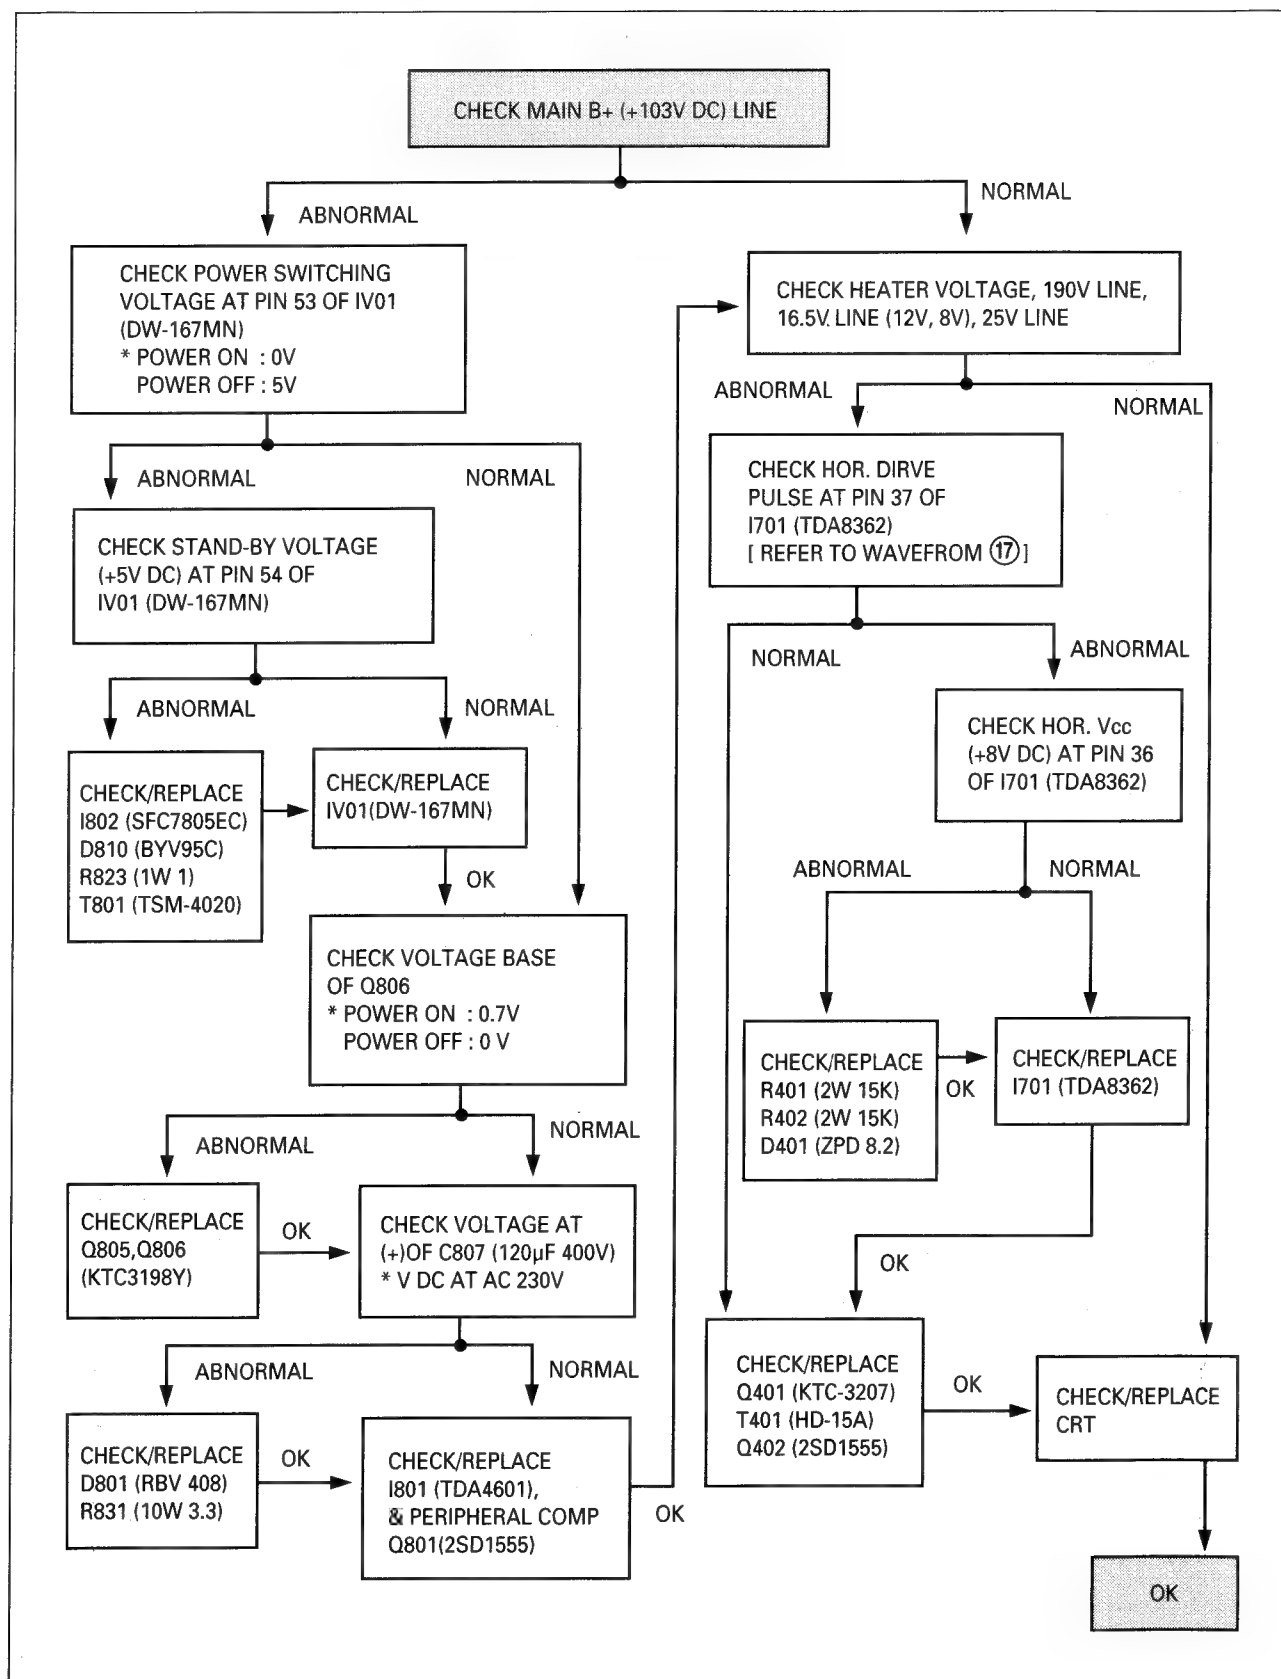 CHECK MAIN B+ (+103V DC) LINE
ABNORMAL
NORMAL
CHECK POWER SWITCHING
VOLTAGE AT PIN 53 OF IV01
(DW-167MN)
* POWER ON : 0V
POWER OFF : 5V
CHECK HEATER VOLTAGE, 190V LINE,
16.5V. LINE (12V, 8V), 25V LINE
ABNORMAL
NORMAL
ABNORMAL
NORMAL
CHECK STAND-BY VOLTAGE
(+5V DC) AT PIN 54 OF
IV01 (DW-167MN)
CHECK HOR. DIRVE
PULSE AT PIN 37 OF
I701 (TDA8362)
[ REFER TO WAVEFROM ⑰ ]
ABNORMAL
NORMAL
NORMAL
ABNORMAL
CHECK/REPLACE
I802 (SFC7805EC)
D810 (BYV95C)
R823 (1W 1)
T801 (TSM-4020)
CHECK/REPLACE
IV01(DW-167MN)
OK
CHECK HOR. Vcc
(+8V DC) AT PIN 36
OF I701 (TDA8362)
ABNORMAL
NORMAL
CHECK VOLTAGE BASE
OF Q806
* POWER ON : 0.7V
POWER OFF : 0 V
CHECK/REPLACE
R401 (2W 15K)
R402 (2W 15K)
D401 (ZPD 8.2)
OK
CHECK/REPLACE
I701 (TDA8362)
ABNORMAL
NORMAL
CHECK/REPLACE
Q805,Q806
(KTC3198Y)
OK
CHECK VOLTAGE AT
(+)OF C807 (120µF 400V)
* V DC AT AC 230V
OK
ABNORMAL
NORMAL
CHECK/REPLACE
D801 (RBV 408)
R831 (10W 3.3)
OK
CHECK/REPLACE
I801 (TDA4601),
& PERIPHERAL COMP
Q801(2SD1555)
OK
CHECK/REPLACE
Q401 (KTC-3207)
T401 (HD-15A)
Q402 (2SD1555)
OK
CHECK/REPLACE
CRT
OK